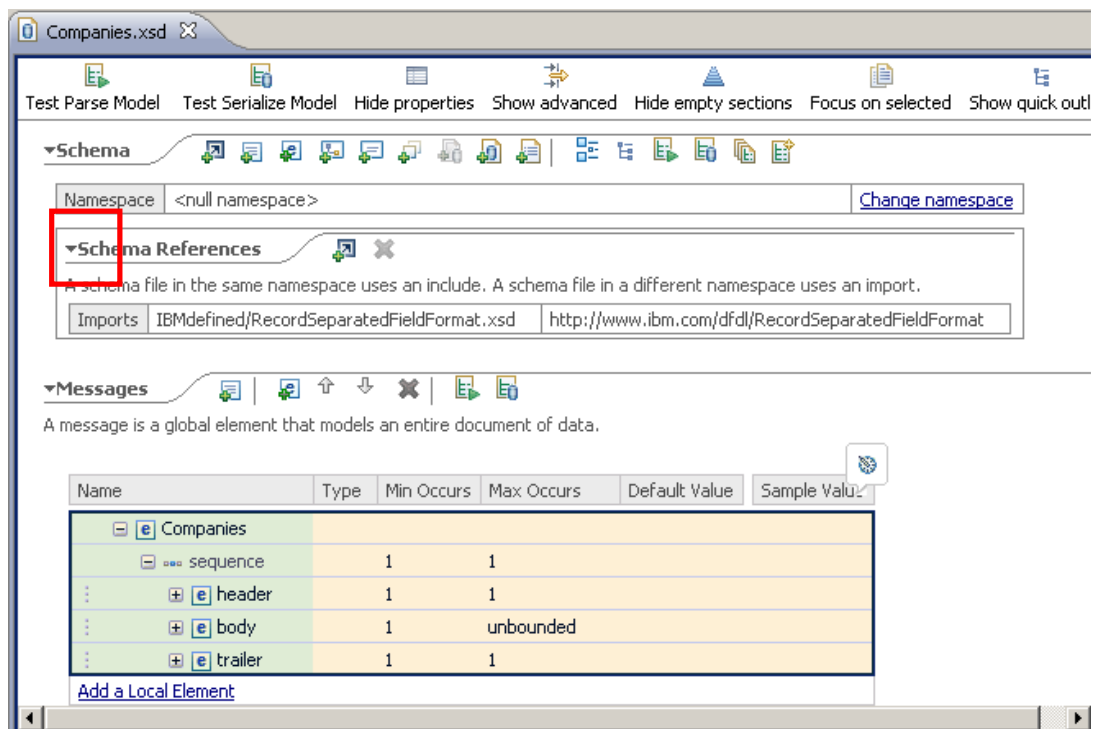 Companies.xsd
Test Parse Model Test Serialize Model Hide properties Show advanced Hide empty sections Focus on selected Show quick outl
Schema
Namespace <null namespace> Change namespace
Schema References
A schema file in the same namespace uses an include. A schema file in a different namespace uses an import.
Imports IBMdefined/RecordSeparatedFieldFormat.xsd http://www.ibm.com/dfdl/RecordSeparatedFieldFormat
Messages
A message is a global element that models an entire document of data.
Name Type Min Occurs Max Occurs Default Value Sample Value
e Companies
sequence 1 1
e header 1 1
e body 1 unbounded
e trailer 1 1
Add a Local Element